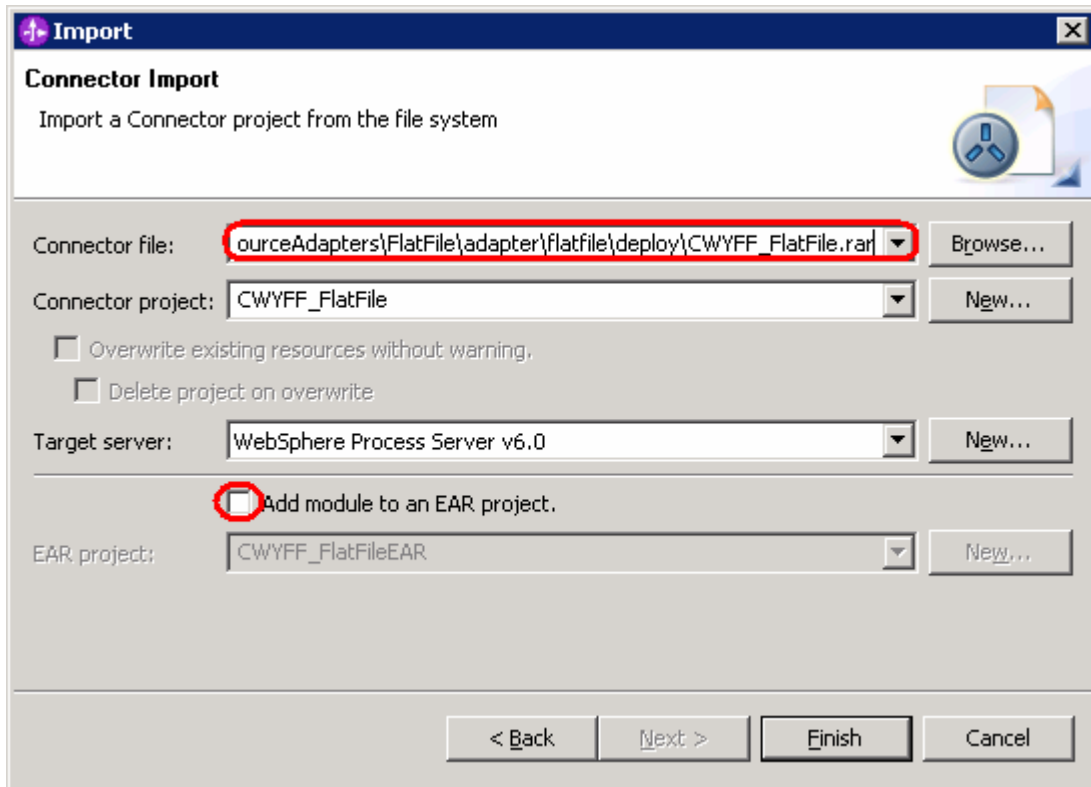 Import
Connector Import
Import a Connector project from the file system
Connector file: ourceAdapters\FlatFile\adapter\flatfile\deploy\CWYFF_FlatFile.rar Browse...
Connector project: CWYFF_FlatFile New...
Overwrite existing resources without warning.
Delete project on overwrite
Target server: WebSphere Process Server v6.0 New...
Add module to an EAR project.
EAR project: CWYFF_FlatFileEAR New...
< Back Next > Finish Cancel